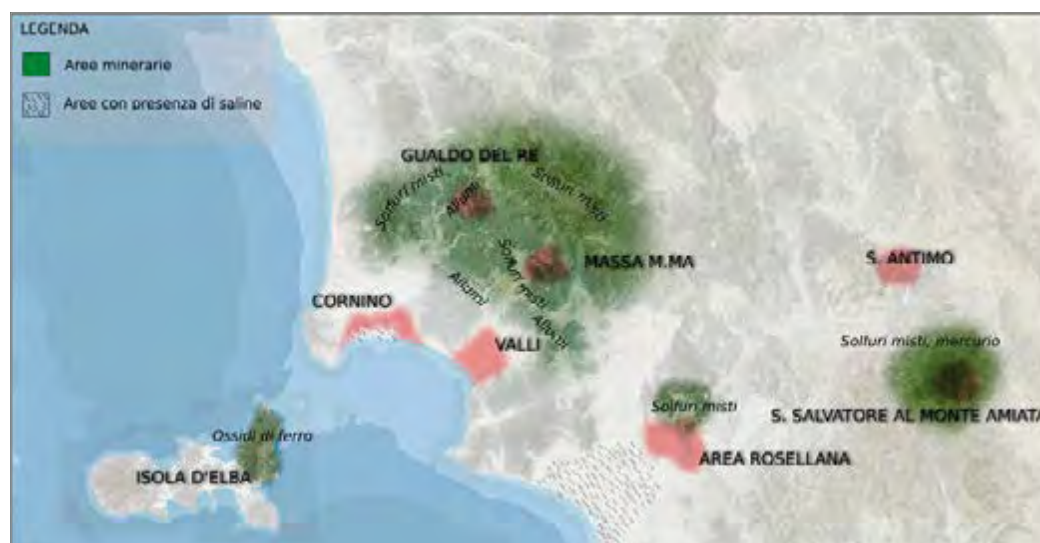 LEGENDA
Aree minerarie
Aree con presenza di saline
GUALDO DEL RE
Solfuri misti
Allumi
Solfuri misti
MASSA M.MA
S. ANTIMO
Solfuri misti
Allumi
Allumi
CORNINO
VALLI
Solfuri misti, mercurio
Solfuri misti
S. SALVATORE AL MONTE AMIATA
Ossidi di ferro
AREA ROSELLANA
ISOLA D'ELBA